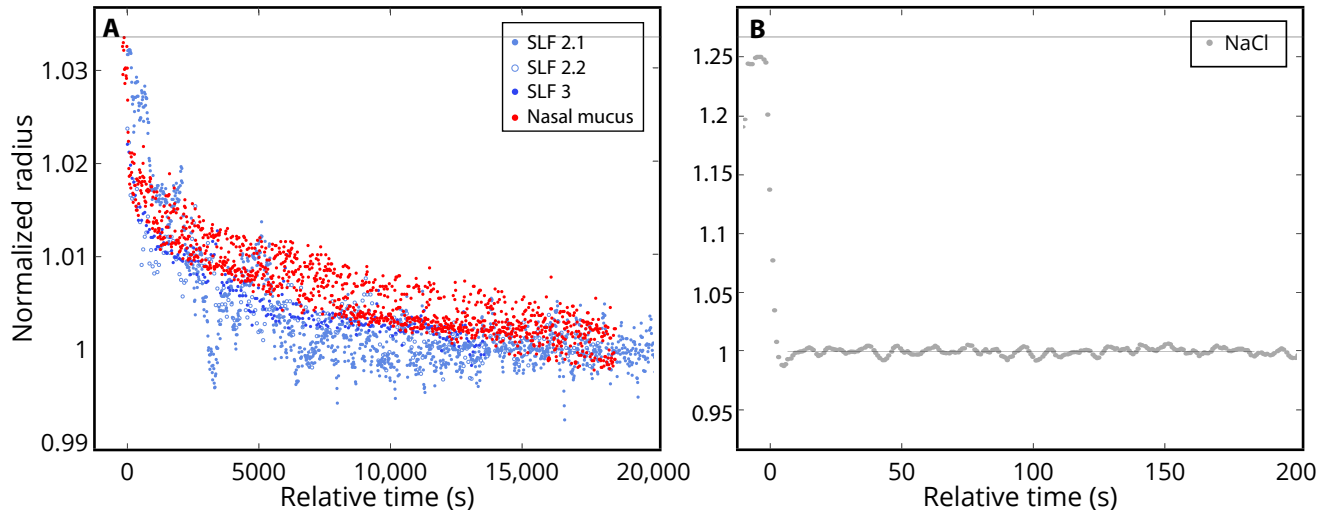 A
SLF 2.1
SLF 2.2
SLF 3
Nasal mucus
1.03
1.02
1.01
1
0.99
Normalized radius
0
5000
10,000
15,000
20,000
Relative time (s)
B
NaCl
1.25
1.2
1.15
1.1
1.05
1
0.95
0
50
100
150
200
Relative time (s)